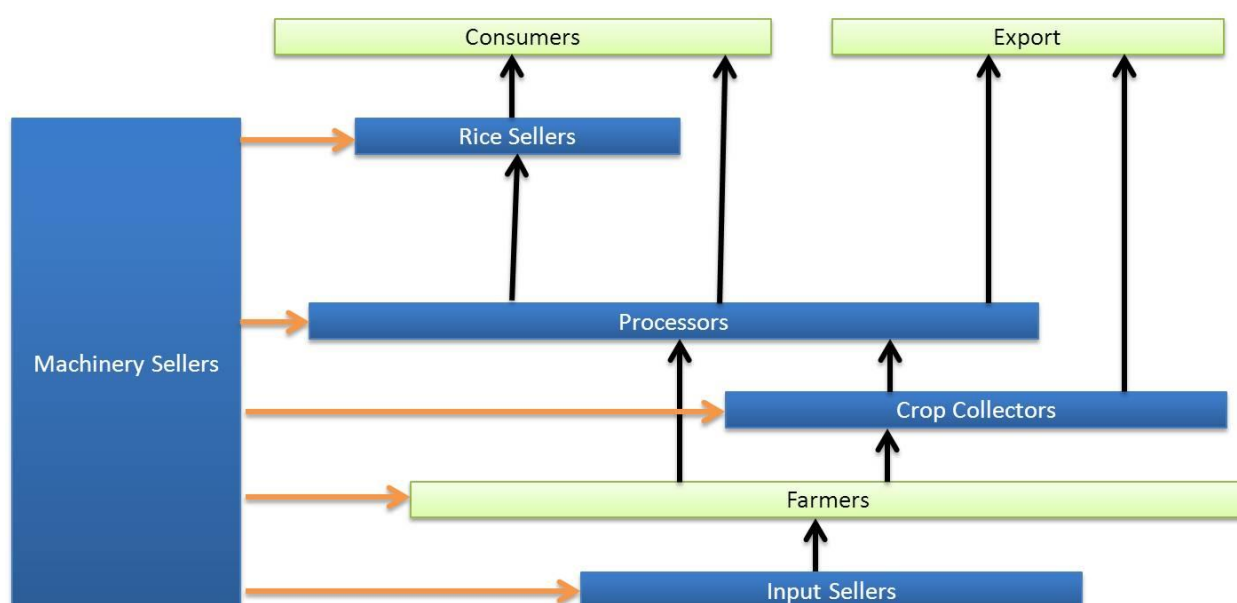 Consumers
Export
Rice Sellers
Processors
Machinery Sellers
Crop Collectors
Farmers
Input Sellers